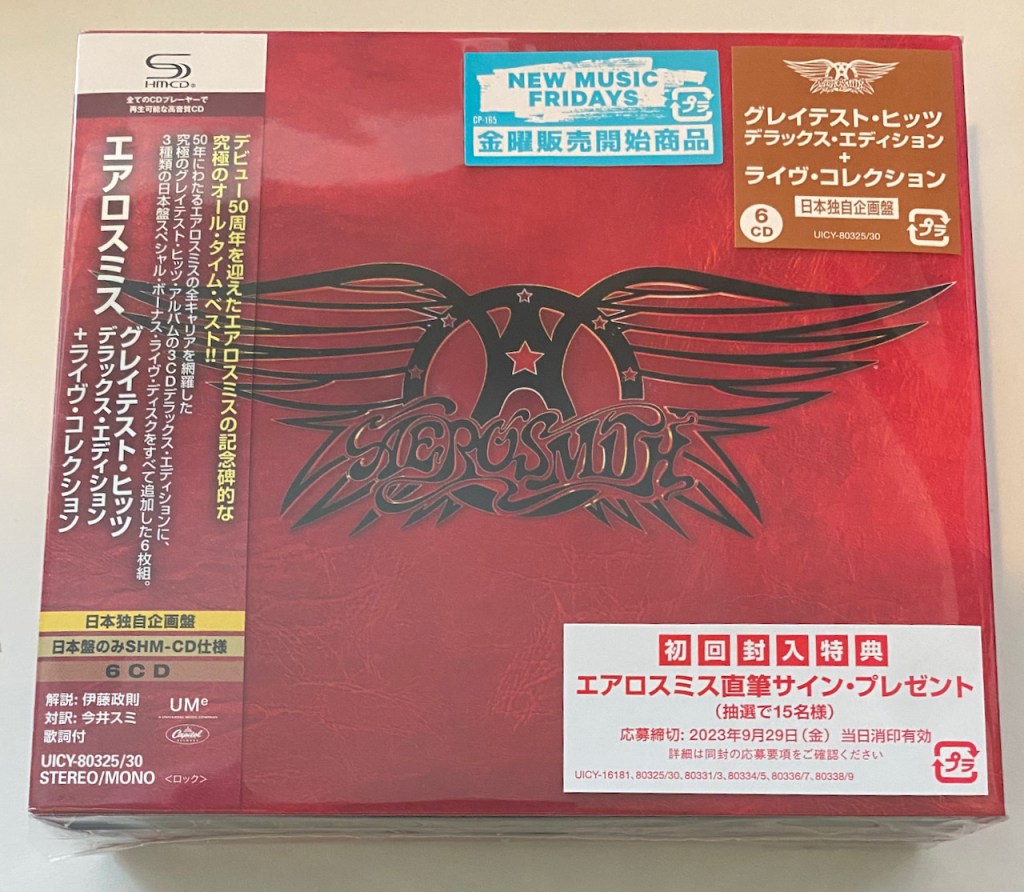 SHM-CD®
全てのCDプレーヤーで
再生可能な高音質CD
デビュー50周年を迎えたエアロスミスの記念碑的な
究極のオール・タイム・ベスト!!
50年にわたるエアロスミスの全キャリアを網羅した
究極のグレイテスト・ヒッツ・アルバムの3CDデラックス・エディションに、
3種類の日本盤スペシャル・ボーナス・ライヴ・ディスクをすべて追加した6枚組。
エアロスミス
グレイテスト・ヒッツ
デラックス・エディション
+ライヴ・コレクション
日本独自企画盤
日本盤のみSHM-CD仕様
6CD
解説: 伊藤政則
対訳: 今井スミ
歌詞付
UMe
Capitol
UICY-80325/30
STEREO/MONO <ロック>
NEW MUSIC
FRIDAYS
プラ
CP-165
金曜販売開始商品
AEROSMITH
グレイテスト・ヒッツ
デラックス・エディション
+
ライヴ・コレクション
6
CD
日本独自企画盤
UICY-80325/30
プラ
AEROSMITH
初回封入特典
エアロスミス直筆サイン・プレゼント
(抽選で15名様)
応募締切: 2023年9月29日(金) 当日消印有効
詳細は同封の応募要項をご確認ください
UICY-16181、80325/30、80331/3、80334/5、80336/7、80338/9
プラ